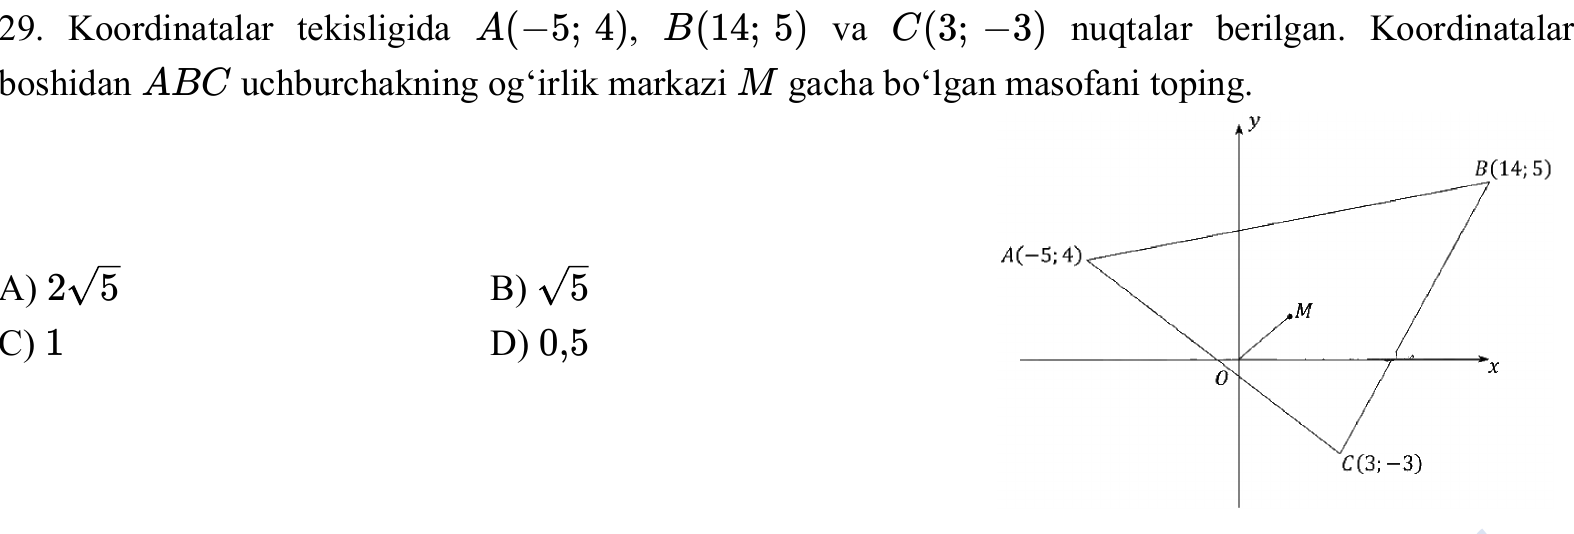 29. Koordinatalar tekisligida A(−5; 4), B(14; 5) va C(3; −3) nuqtalar berilgan. Koordinatalar
boshidan ABC uchburchakning og‘irlik markazi M gacha bo‘lgan masofani toping.
y
B(14; 5)
A(−5; 4)
A) 2√5 B) √5
M
C) 1 D) 0,5
x
O
C(3; −3)